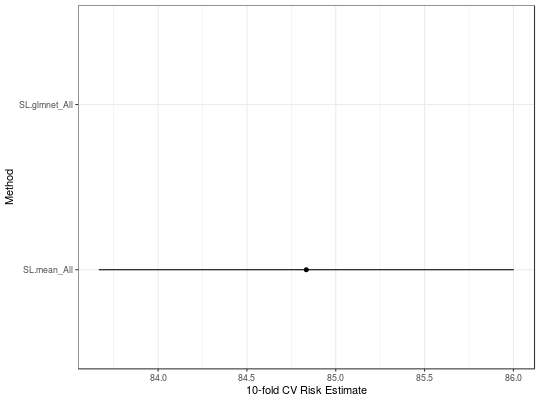 SL.glmnet_All
SL.mean_All
Method
84.0 84.5 85.0 85.5 86.0
10-fold CV Risk Estimate